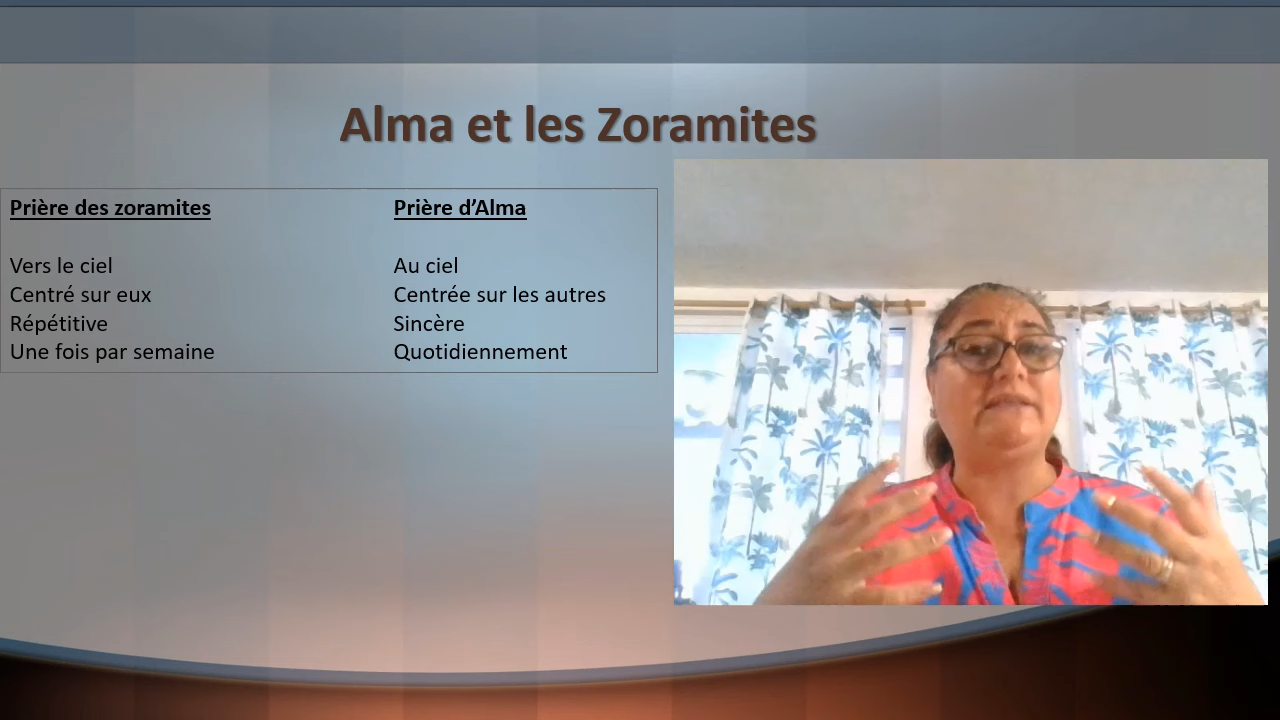 Alma et les Zoramites
Prière des zoramites
Prière d’Alma
Vers le ciel
Au ciel
Centré sur eux
Centrée sur les autres
Répétitive
Sincère
Une fois par semaine
Quotidiennement